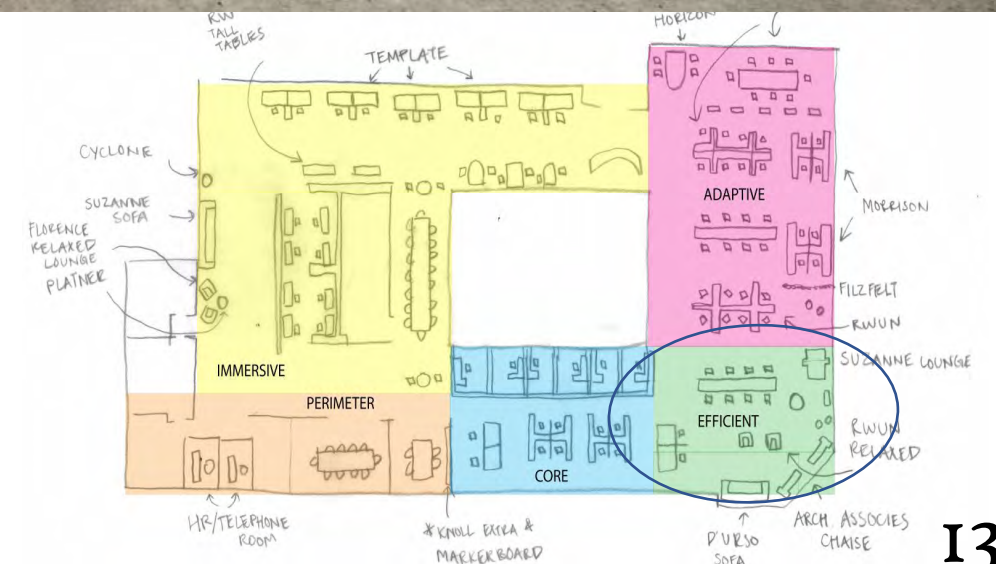 RW
TALL
TABLES
TEMPLATE
HORIZON
CYCLONE
SUZANNE
SOFA
FLORENCE
RELAXED
LOUNGE
PLATNER
ADAPTIVE
MORRISON
FILZFELT
RWUN
SUZANNE LOUNGE
IMMERSIVE
PERIMETER
EFFICIENT
RWUN
RELAXED
CORE
HR/TELEPHONE
ROOM
*KNOLL EXTRA*
MARKERBOARD
D'URSO
SOFA
ARCH. ASSOCIES
CHAISE
13